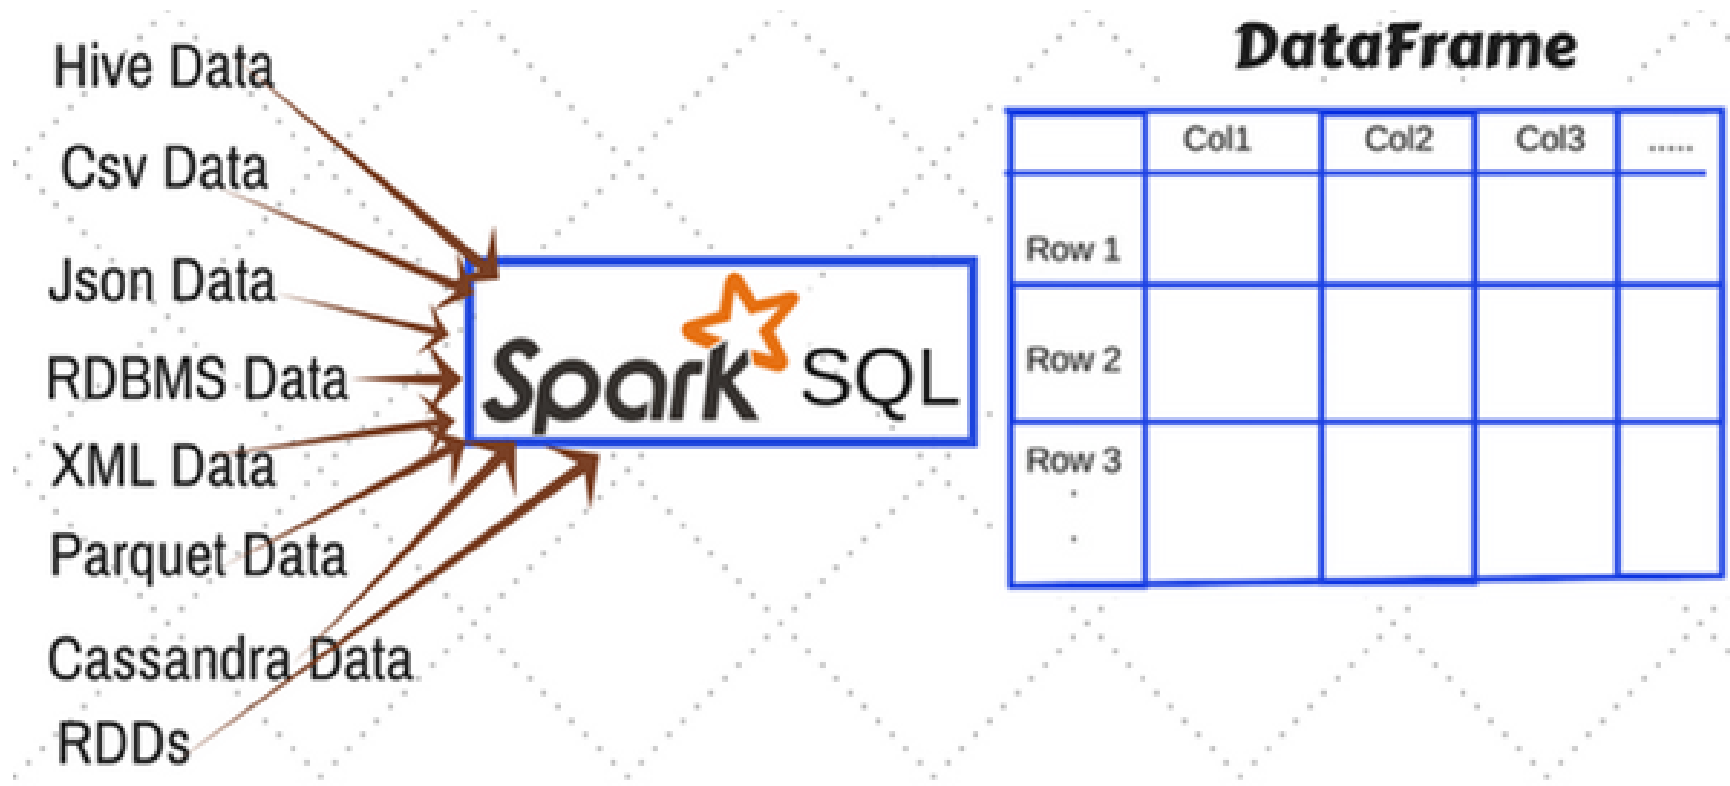 Hive Data
Csv Data
Json Data
RDBMS Data
XML Data
Parquet Data
Cassandra Data
RDDs
Spark SQL
DataFrame
Col1 Col2 Col3 .....
Row 1
Row 2
Row 3
.
.